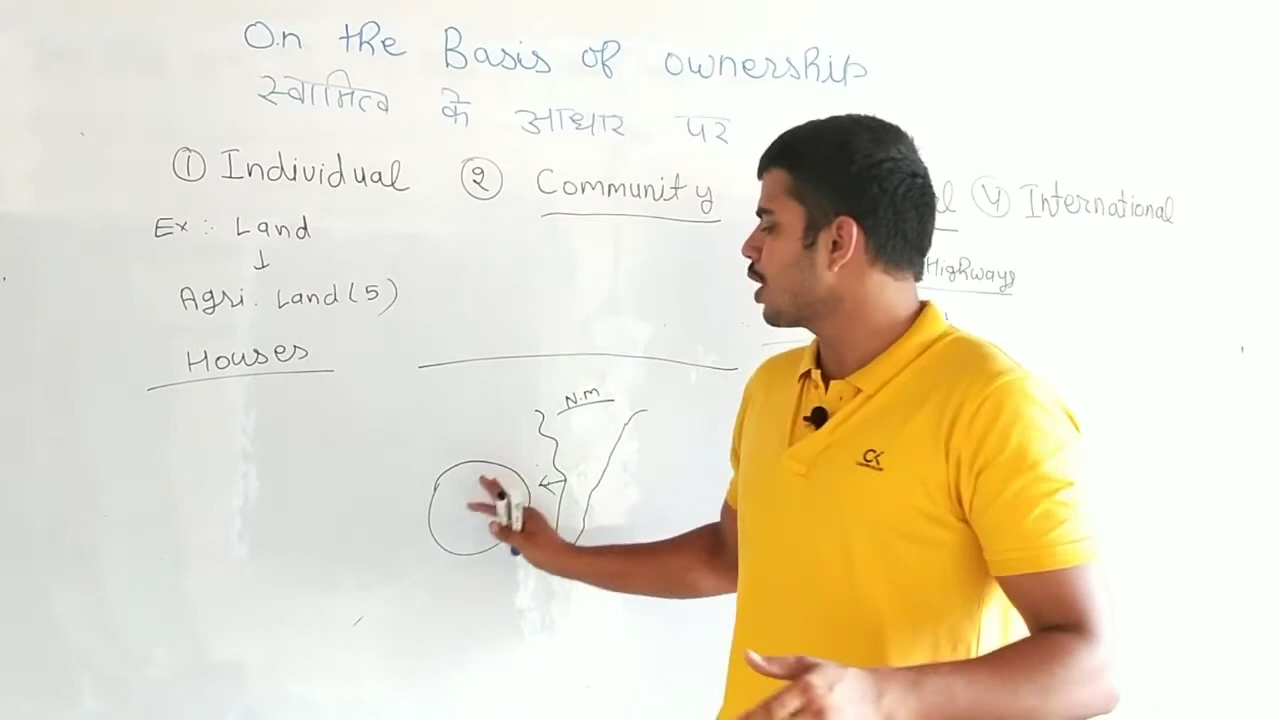 On the Basis of ownership
स्वामित्व के आधार पर
① Individual ② Community ④ International
Ex : Land
↓
Highways
Agri. Land (5)
Houses
N.M
CK